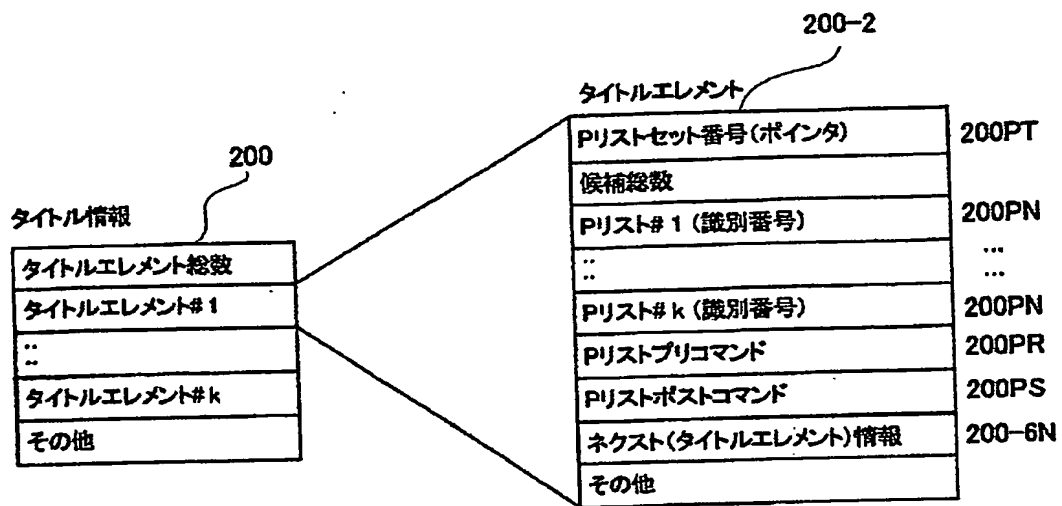 200-2
タイトルエレメント
Pリストセット番号(ポインタ) 200PT
候補総数
Pリスト#1(識別番号) 200PN
:: …
…
Pリスト#k(識別番号) 200PN
Pリストプリコマンド 200PR
Pリストポストコマンド 200PS
ネクスト(タイトルエレメント)情報 200-6N
その他
200
タイトル情報
タイトルエレメント総数
タイトルエレメント#1
::
タイトルエレメント#k
その他